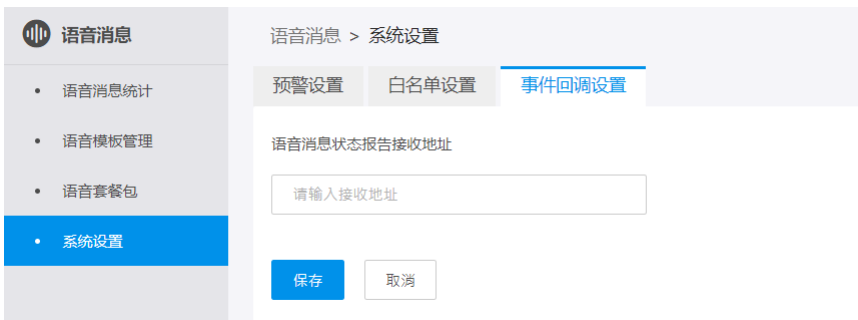 语音消息
语音消息统计
语音模板管理
语音套餐包
系统设置
语音消息 > 系统设置
预警设置 白名单设置 事件回调设置
语音消息状态报告接收地址
请输入接收地址
保存 取消